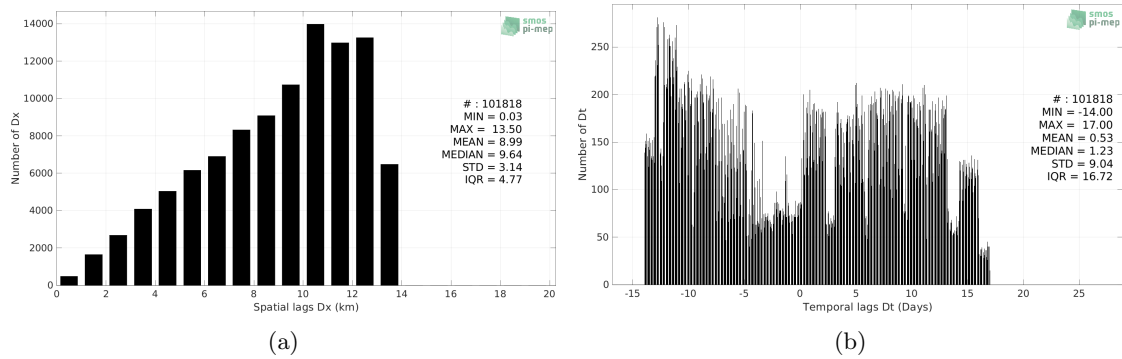 smos
pi-mep
14000
12000
10000
8000
6000
4000
2000
0
Number of Dx
# : 101818
MIN = 0.03
MAX = 13.50
MEAN = 8.99
MEDIAN = 9.64
STD = 3.14
IQR = 4.77
0 2 4 6 8 10 12 14 16 18 20
Spatial lags Dx (km)
(a)
smos
pi-mep
250
200
150
100
50
0
Number of Dt
# : 101818
MIN = -14.00
MAX = 17.00
MEAN = 0.53
MEDIAN = 1.23
STD = 9.04
IQR = 16.72
-15 -10 -5 0 5 10 15 20 25
Temporal lags Dt (Days)
(b)